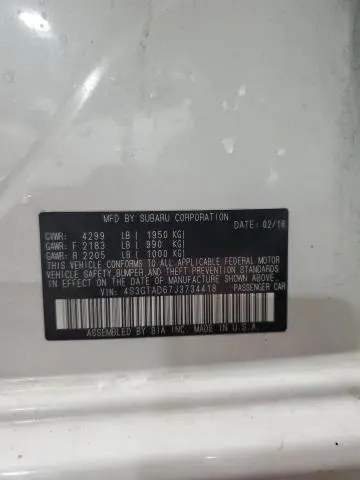 MFD BY SUBARU CORPORATION
DATE: 02/18
GVWR: 4299 LB( 1950 KG)
GAWR: F 2183 LB( 990 KG)
GAWR: R 2205 LB( 1000 KG)
THIS VEHICLE CONFORMS TO ALL APPLICABLE FEDERAL MOTOR
VEHICLE SAFETY, BUMPER, AND THEFT PREVENTION STANDARDS
IN EFFECT ON THE DATE OF MANUFACTURE SHOWN ABOVE.
VIN: 4S3GTAD67J3734418 PASSENGER CAR
ASSEMBLED BY SIA INC. MADE IN U.S.A.